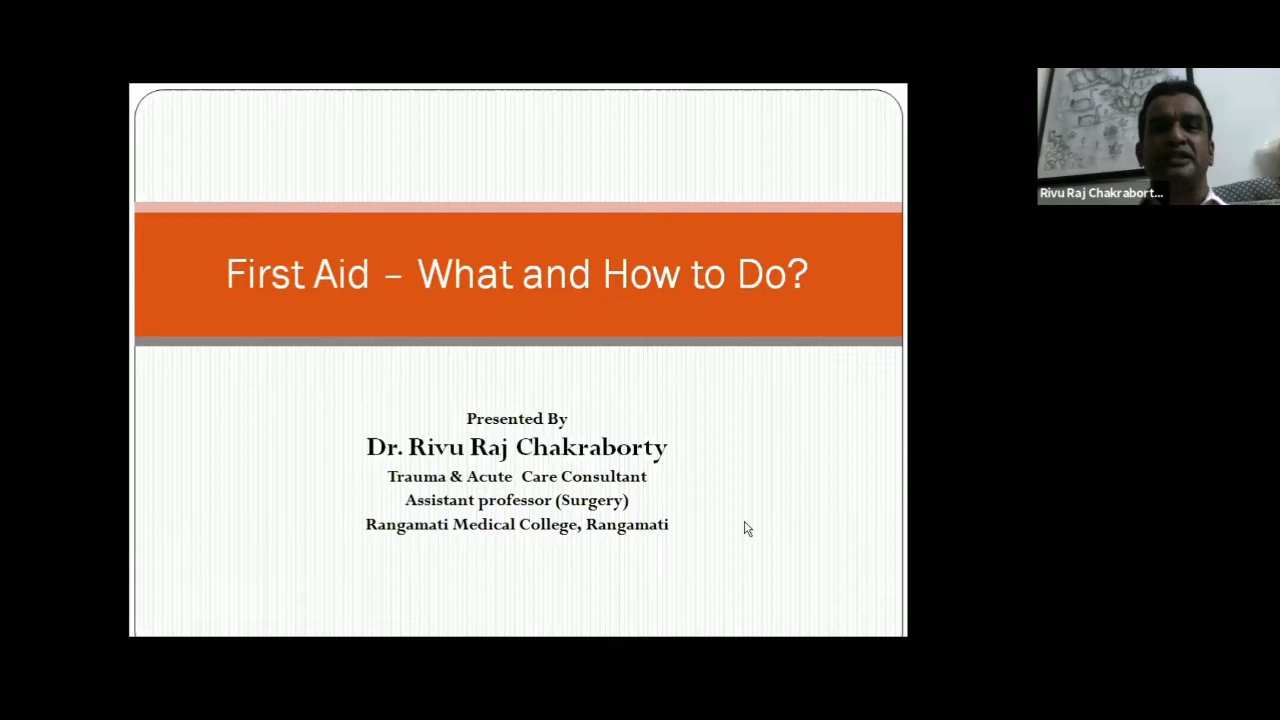 First Aid – What and How to Do?
Presented By
Dr. Rivu Raj Chakraborty
Trauma & Acute Care Consultant
Assistant professor (Surgery)
Rangamati Medical College, Rangamati
Rivu Raj Chakrabort...